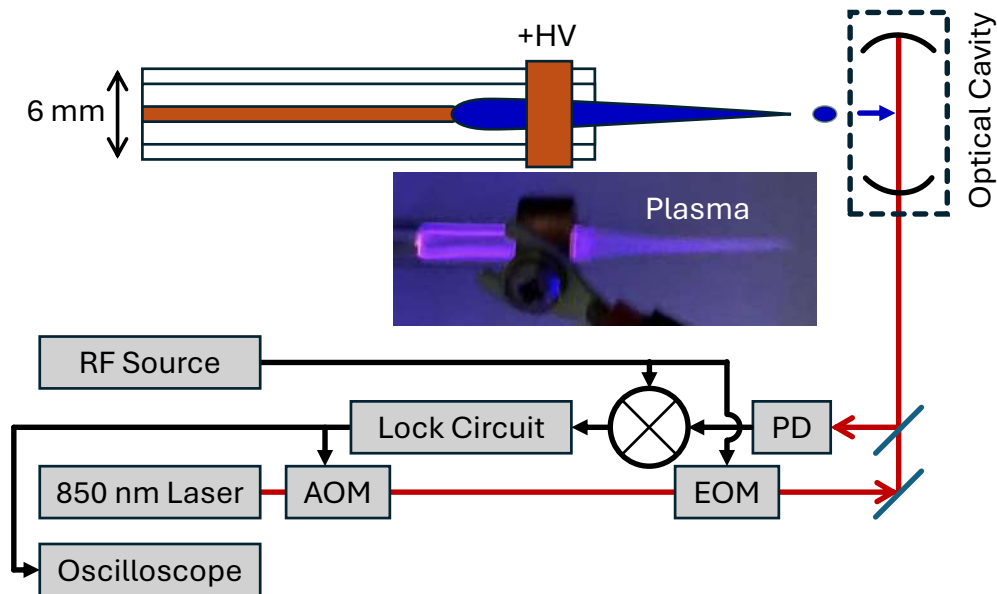 +HV
6 mm
Optical Cavity
Plasma
RF Source
Lock Circuit
PD
850 nm Laser
AOM
EOM
Oscilloscope